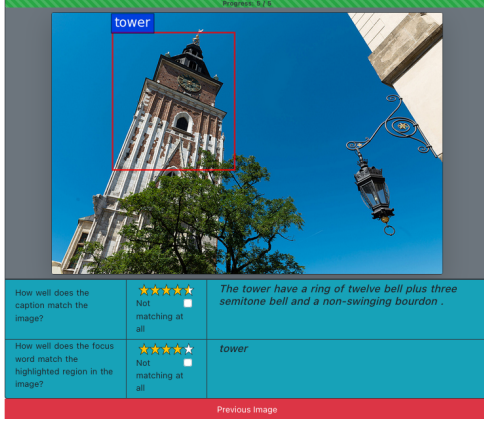 Progress: 5 / 5
tower
How well does the
caption match the
image?
Not
matching at
all
The tower have a ring of twelve bell plus three
semitone bell and a non-swinging bourdon .
How well does the focus
word match the
highlighted region in the
image?
Not
matching at
all
tower
Previous Image